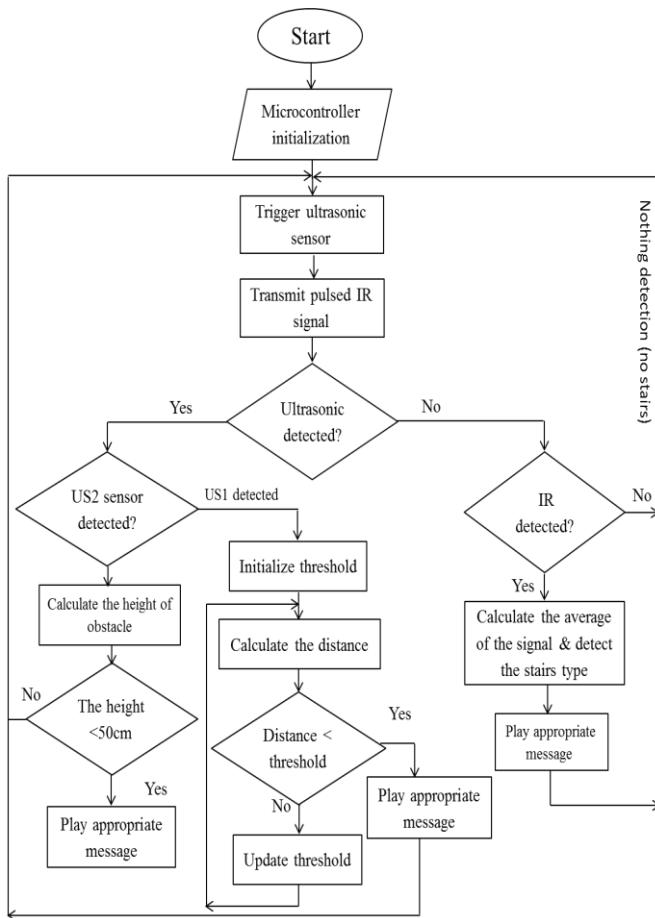 Start
Microcontroller
initialization
Trigger ultrasonic
sensor
Transmit pulsed IR
signal
Nothing detection (no stairs)
Yes
Ultrasonic
detected?
No
US2 sensor
detected?
US1 detected
IR
detected?
No
Initialize threshold
Yes
Calculate the height of
obstacle
Calculate the distance
Calculate the average
of the signal & detect
the stairs type
No
The height
<50cm
Yes
Distance <
threshold
Yes
Play appropriate
message
Play appropriate
message
No
Play appropriate
message
Update threshold